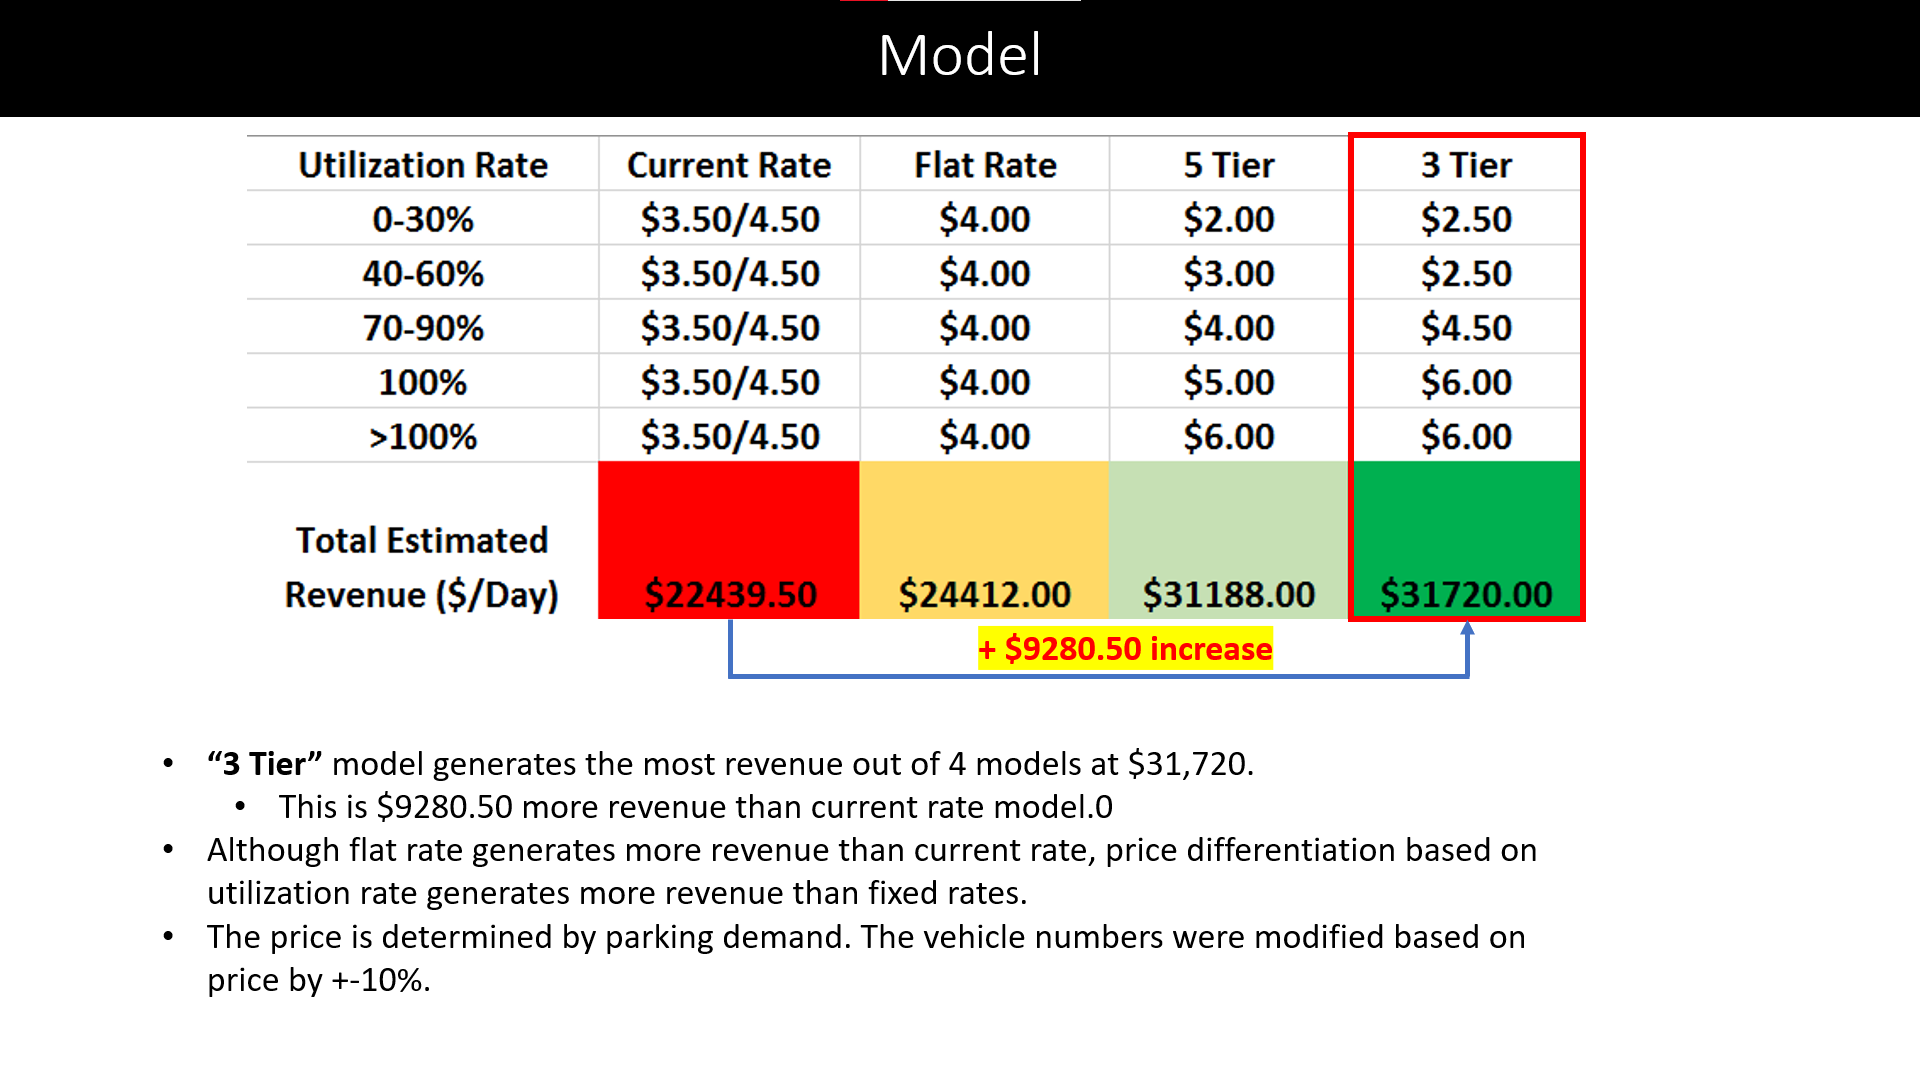 Model
Utilization Rate Current Rate Flat Rate 5 Tier 3 Tier
0-30% $3.50/4.50 $4.00 $2.00 $2.50
40-60% $3.50/4.50 $4.00 $3.00 $2.50
70-90% $3.50/4.50 $4.00 $4.00 $4.50
100% $3.50/4.50 $4.00 $5.00 $6.00
>100% $3.50/4.50 $4.00 $6.00 $6.00
Total Estimated
Revenue ($/Day) $22439.50 $24412.00 $31188.00 $31720.00
+ $9280.50 increase
• “3 Tier” model generates the most revenue out of 4 models at $31,720.
• This is $9280.50 more revenue than current rate model.0
• Although flat rate generates more revenue than current rate, price differentiation based on
utilization rate generates more revenue than fixed rates.
• The price is determined by parking demand. The vehicle numbers were modified based on
price by +-10%.